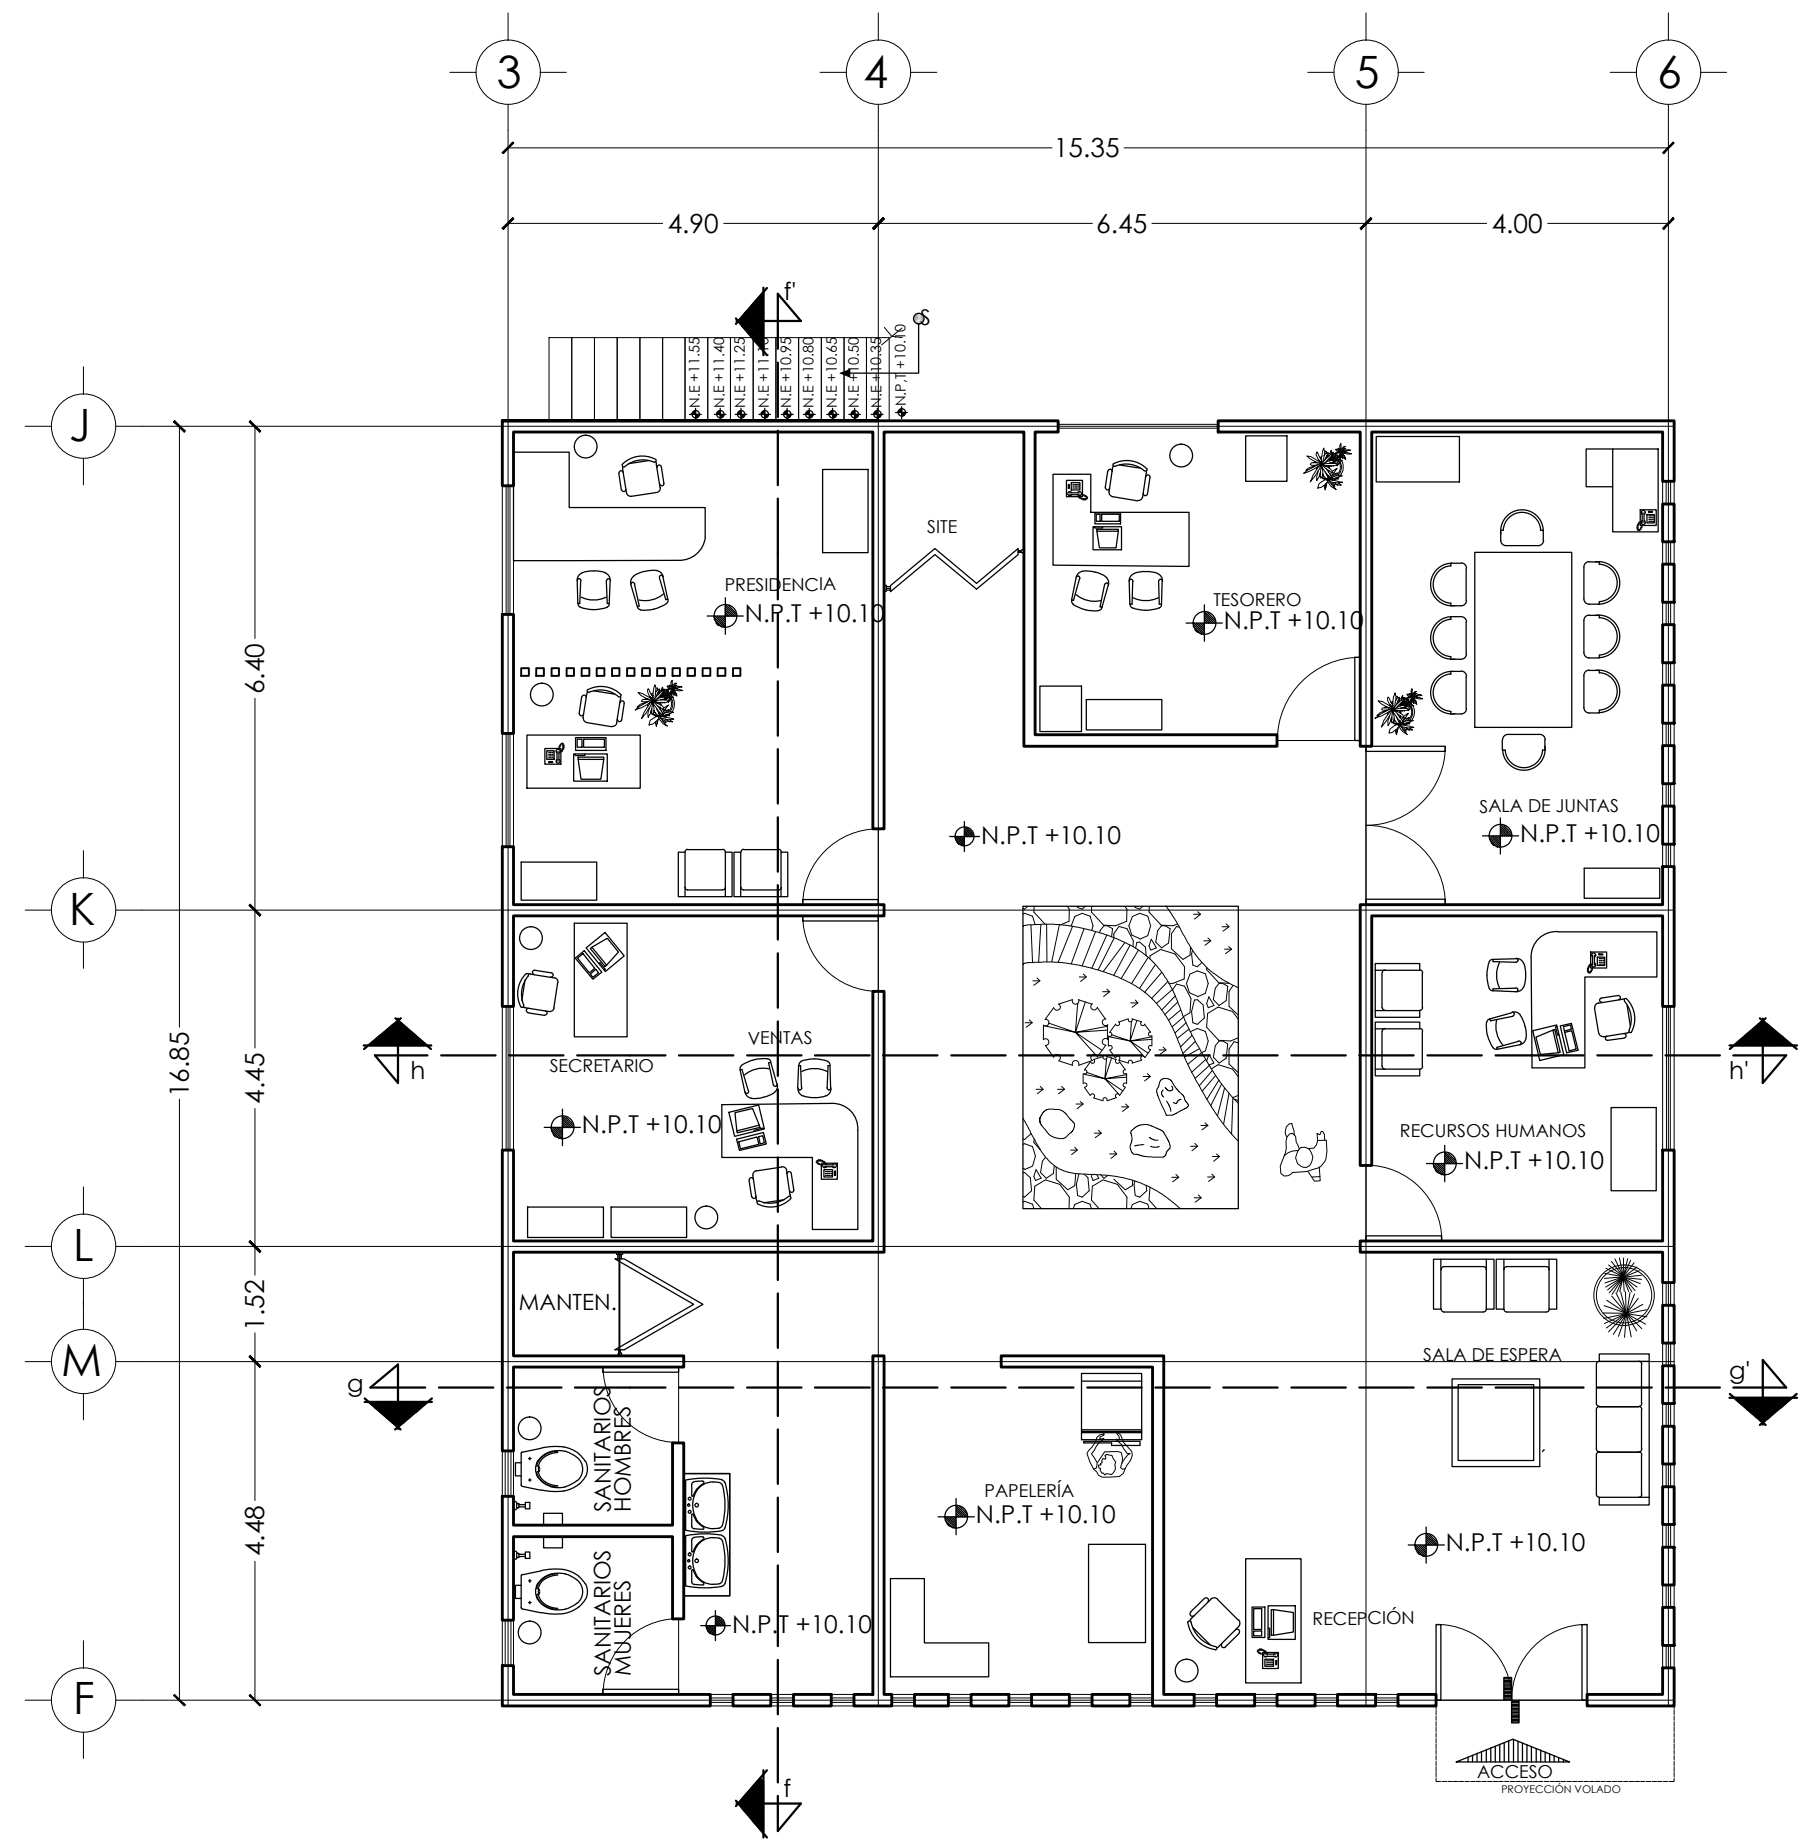 3
4
5
6
15.35
4.90
6.45
4.00
f'
S
N.E +11.55
N.E +11.40
N.E +11.25
N.E +10.95
N.E +10.80
N.E +10.65
N.E +10.50
N.E +10.35
N.P,T +10.10
J
SITE
PRESIDENCIA
N.P.T +10.10
TESORERO
N.P.T +10.10
6.40
SALA DE JUNTAS
N.P.T +10.10
N.P.T +10.10
K
16.85
4.45
h
h'
VENTAS
SECRETARIO
N.P.T +10.10
RECURSOS HUMANOS
N.P.T +10.10
L
1.52
MANTEN.
M
SALA DE ESPERA
g
g'
SANITARIOS
HOMBRES
PAPELERÍA
N.P.T +10.10
4.48
N.P.T +10.10
SANITARIOS
MUJERES
N.P.T +10.10
RECEPCIÓN
F
ACCESO
PROYECCIÓN VOLADO
f